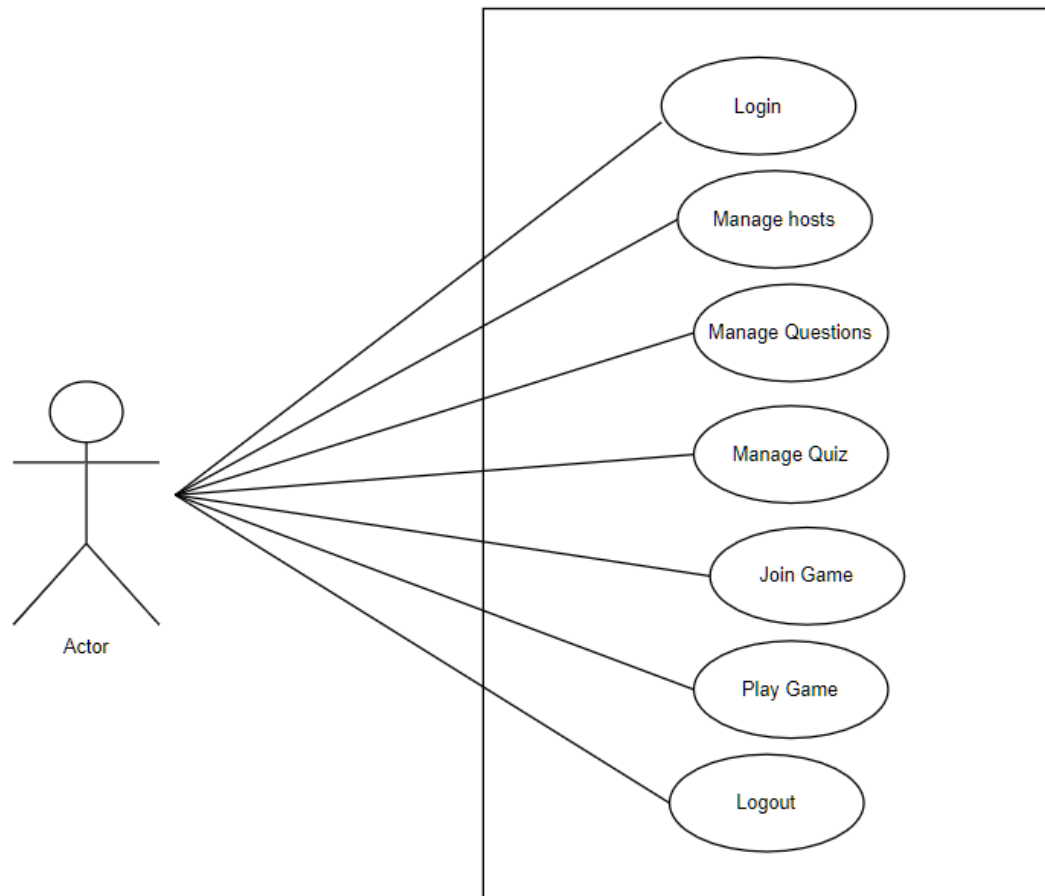 Login
Manage hosts
Manage Questions
Manage Quiz
Join Game
Play Game
Logout
Actor